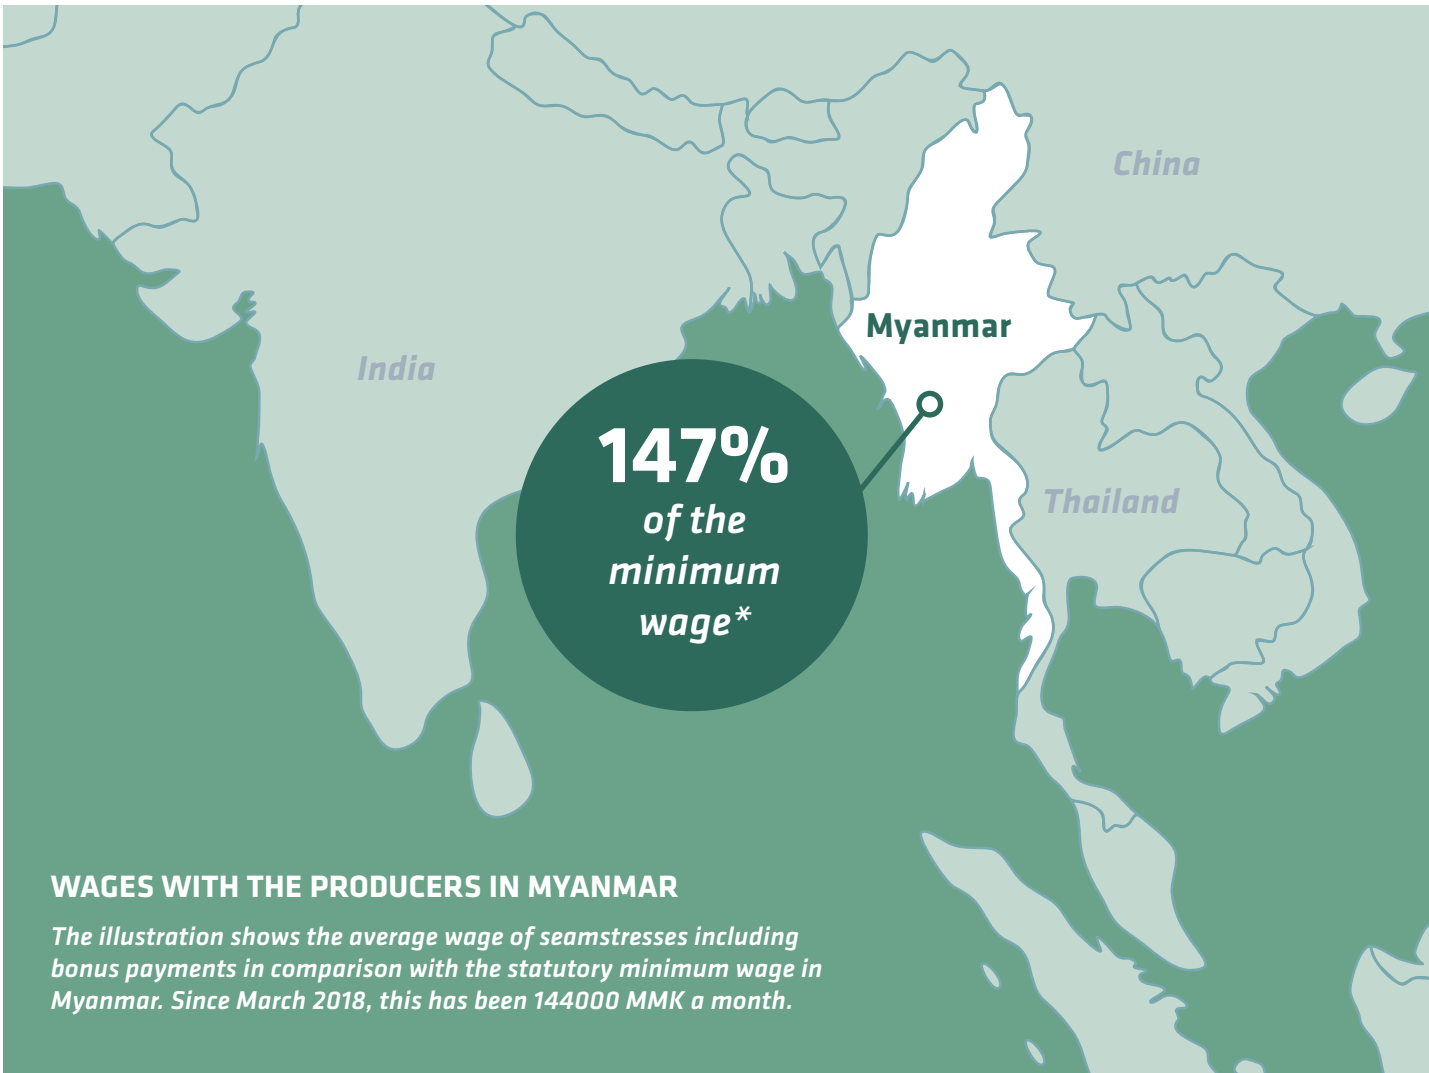 China
Myanmar
India
147%
of the
minimum
wage*
Thailand
WAGES WITH THE PRODUCERS IN MYANMAR
The illustration shows the average wage of seamstresses including
bonus payments in comparison with the statutory minimum wage in
Myanmar. Since March 2018, this has been 144000 MMK a month.